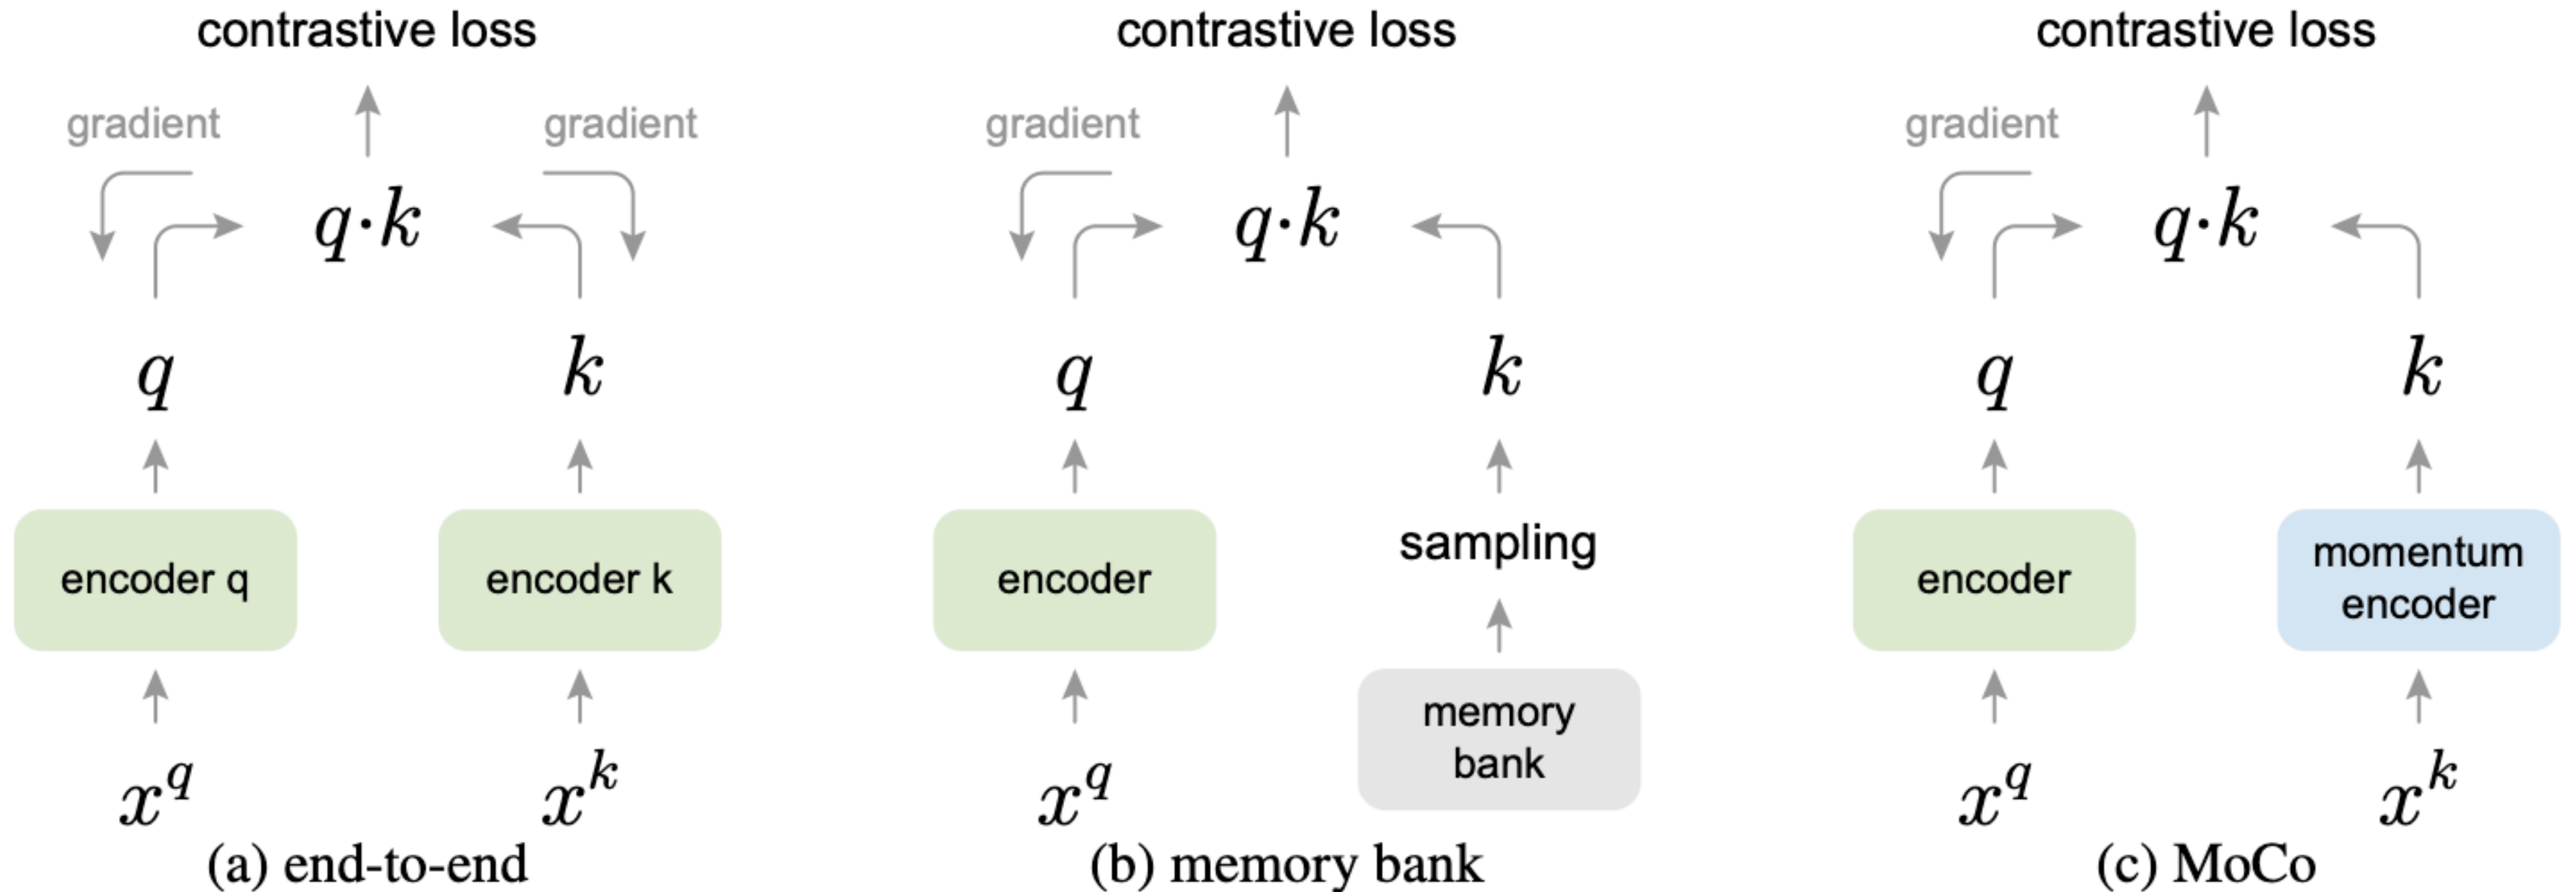 contrastive loss
gradient
gradient
q·k
q
k
encoder q
encoder k
x^q
x^k
(a) end-to-end
contrastive loss
gradient
q·k
q
k
encoder
sampling
memory
bank
x^q
(b) memory bank
contrastive loss
gradient
q·k
q
k
encoder
momentum
encoder
x^q
x^k
(c) MoCo